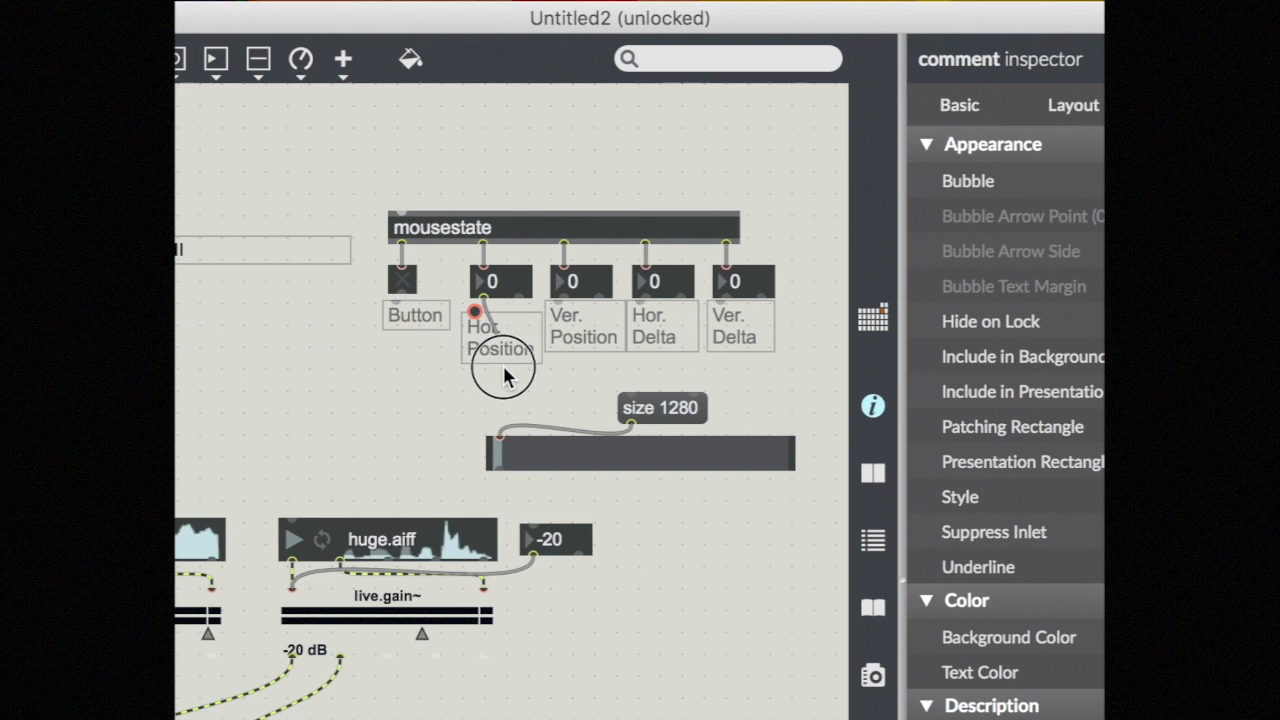 Untitled2 (unlocked)
comment inspector
Basic
Layout
Appearance
Bubble
Bubble Arrow Point (
Bubble Arrow Side
Bubble Text Margin
Hide on Lock
Include in Background
Include in Presentatio
Patching Rectangle
Presentation Rectangl
Style
Suppress Inlet
Underline
Color
Background Color
Text Color
Description
mousestate
0
0
0
0
Button
Hor.
Position
Ver.
Position
Hor.
Delta
Ver.
Delta
size 1280
huge.aiff
-20
live.gain~
-20 dB